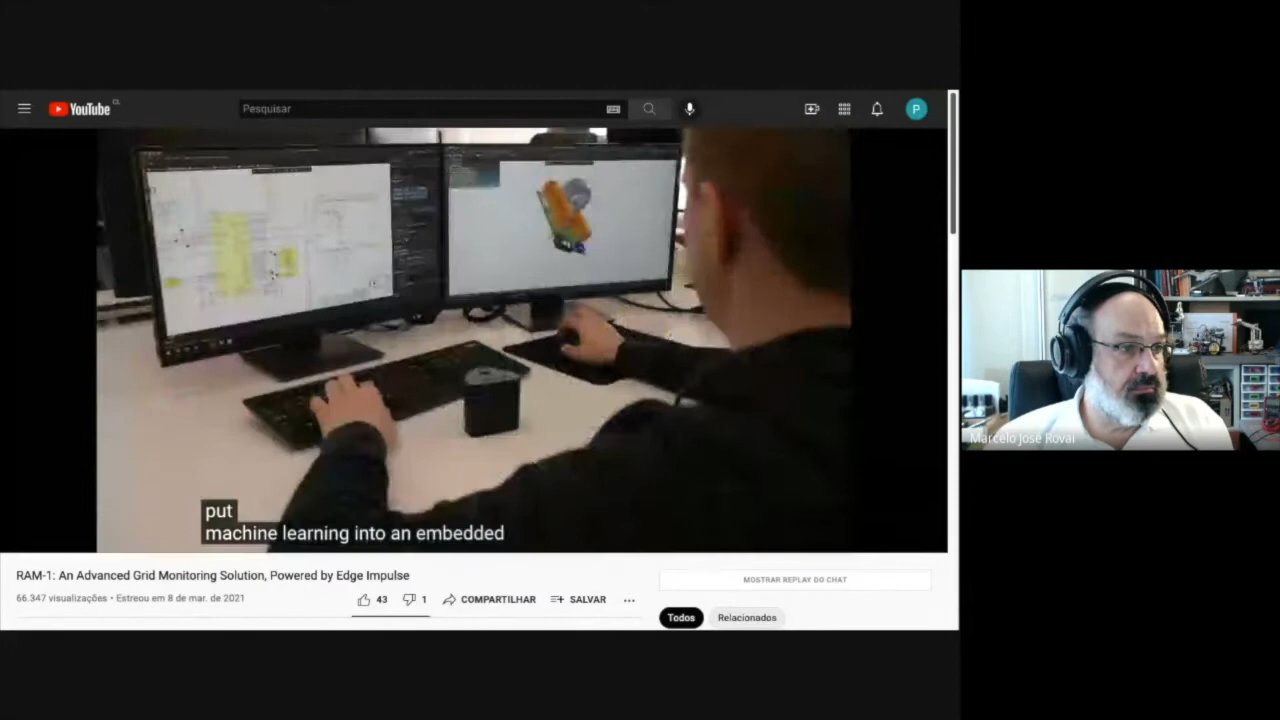 YouTube CL
Pesquisar
P
put
machine learning into an embedded
RAM-1: An Advanced Grid Monitoring Solution, Powered by Edge Impulse
66.347 visualizações • Estreou em 8 de mar. de 2021
43
1
COMPARTILHAR
SALVAR
MOSTRAR REPLAY DO CHAT
Todos
Relacionados
Marcelo José Rovai